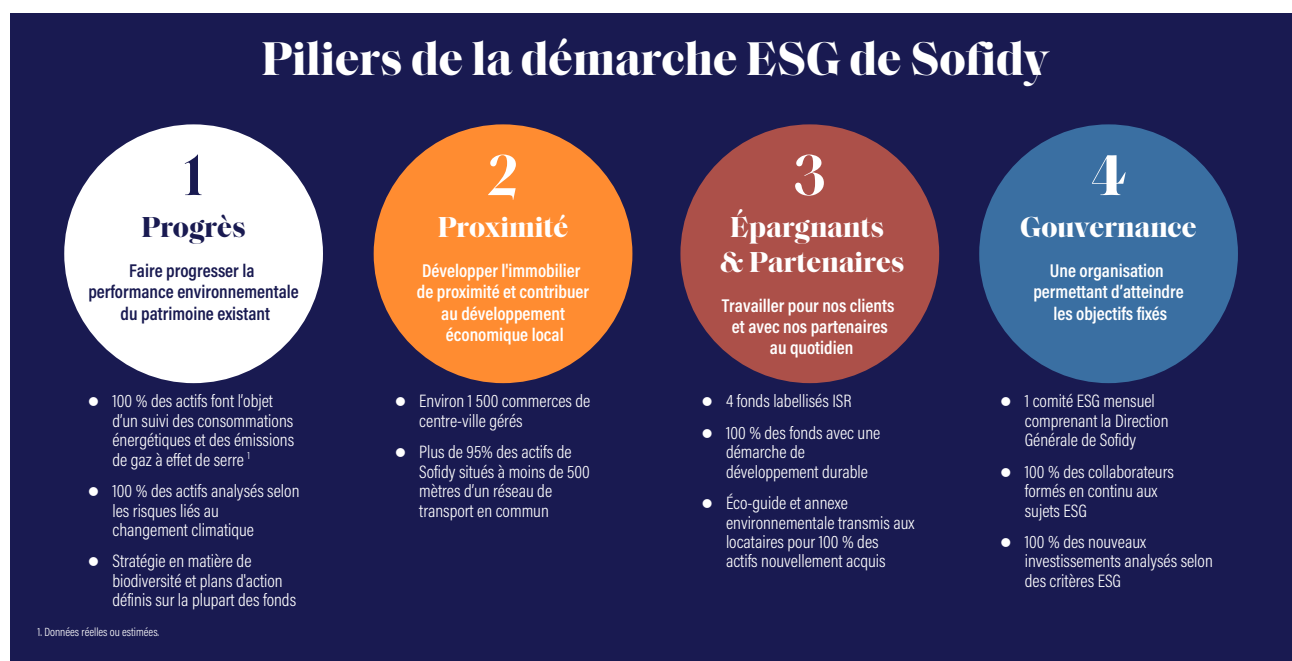 Piliers de la démarche ESG de Sofidy
1
Progrès
Faire progresser la
performance environnementale
du patrimoine existant
● 100 % des actifs font l'objet
d'un suivi des consommations
énergétiques et des émissions
de gaz à effet de serre 1
● 100 % des actifs analysés selon
les risques liés au
changement climatique
● Stratégie en matière de
biodiversité et plans d'action
définis sur la plupart des fonds
2
Proximité
Développer l'immobilier
de proximité et contribuer
au développement
économique local
● Environ 1 500 commerces de
centre-ville gérés
● Plus de 95% des actifs de
Sofidy situés à moins de 500
mètres d'un réseau de
transport en commun
3
Épargnants
& Partenaires
Travailler pour nos clients
et avec nos partenaires
au quotidien
● 4 fonds labellisés ISR
● 100 % des fonds avec une
démarche de
développement durable
● Éco-guide et annexe
environnementale transmis aux
locataires pour 100 % des
actifs nouvellement acquis
4
Gouvernance
Une organisation
permettant d'atteindre
les objectifs fixés
● 1 comité ESG mensuel
comprenant la Direction
Générale de Sofidy
● 100 % des collaborateurs
formés en continu aux
sujets ESG
● 100 % des nouveaux
investissements analysés selon
des critères ESG
1. Données réelles ou estimées.